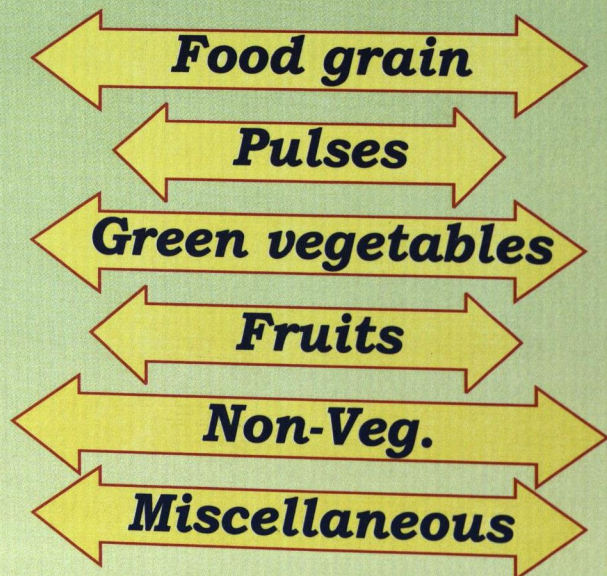 Food grain
Pulses
Green vegetables
Fruits
Non-Veg.
Miscellaneous